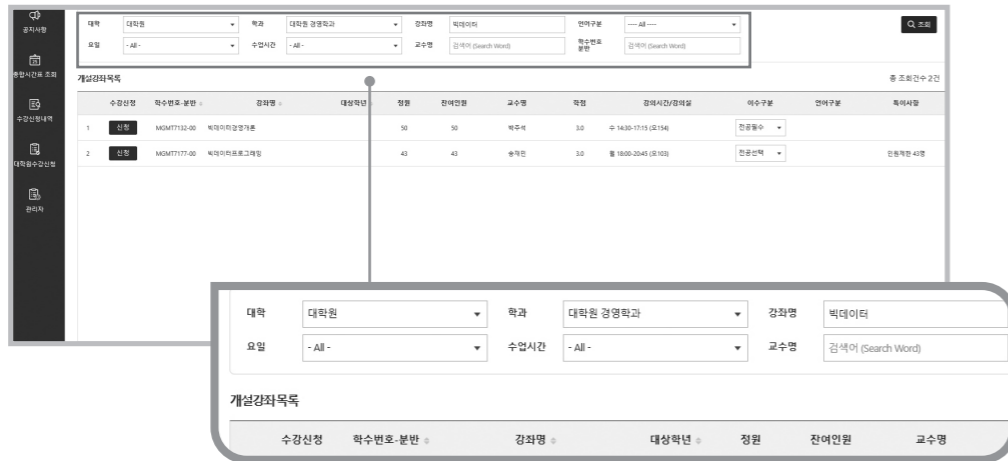 공지사항
종합시간표 조회
수강신청내역
대학원수강신청
관리자
대학 대학원 학과 대학원 경영학과 강좌명 빅데이터 언어구분 ---- All ----
요일 - All - 수업시간 - All - 교수명 검색어 (Search Word) 학수번호 분반 검색어 (Search Word)
조회
개설강좌목록 총 조회건수 2건
수강신청 학수번호-분반 강좌명 대상학년 정원 잔여인원 교수명 학점 강의시간/강의실 이수구분 언어구분 특이사항
1 신청 MGMT7132-00 빅데이터경영개론 50 50 박주석 3.0 수 14:30-17:15 (오154) 전공필수
2 신청 MGMT7177-00 빅데이터프로그래밍 43 43 송재민 3.0 월 18:00-20:45 (오103) 전공선택 인원제한 43명
대학 대학원 학과 대학원 경영학과 강좌명 빅데이터
요일 - All - 수업시간 - All - 교수명 검색어 (Search Word)
개설강좌목록
수강신청 학수번호-분반 강좌명 대상학년 정원 잔여인원 교수명